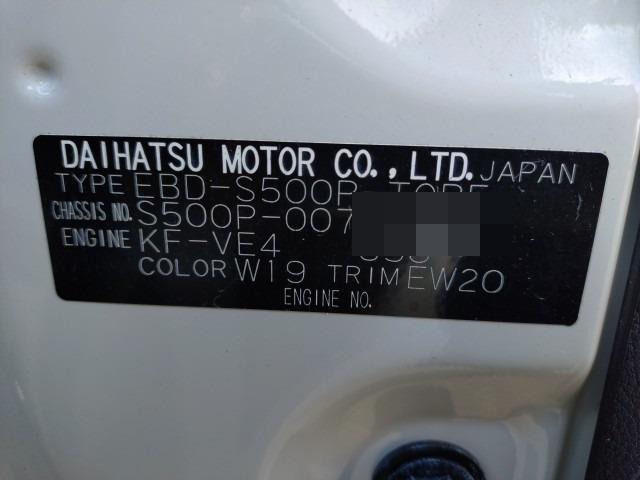 DAIHATSU MOTOR CO., LTD. JAPAN
TYPE EBD-S500P
CHASSIS NO. S500P-007
ENGINE KF-VE4
COLOR W19 TRIM EW20
ENGINE NO.